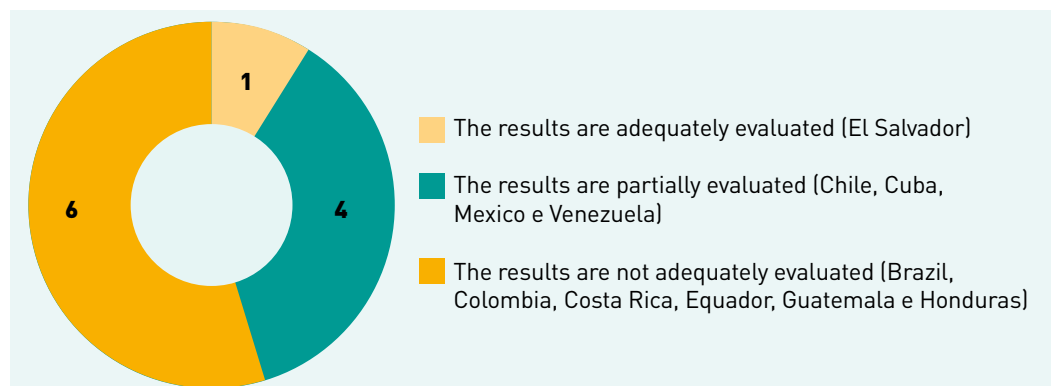 1
4
6
The results are adequately evaluated (El Salvador)
The results are partially evaluated (Chile, Cuba,
Mexico e Venezuela)
The results are not adequately evaluated (Brazil,
Colombia, Costa Rica, Equador, Guatemala e Honduras)